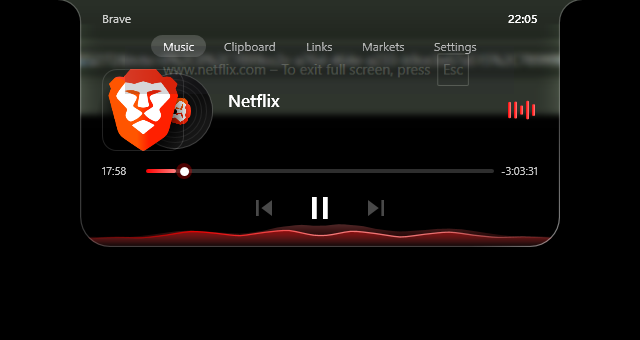 Brave 22:05
Music Clipboard Links Markets Settings
www.netflix.com – To exit full screen, press Esc
Netflix
17:58 -3:03:31